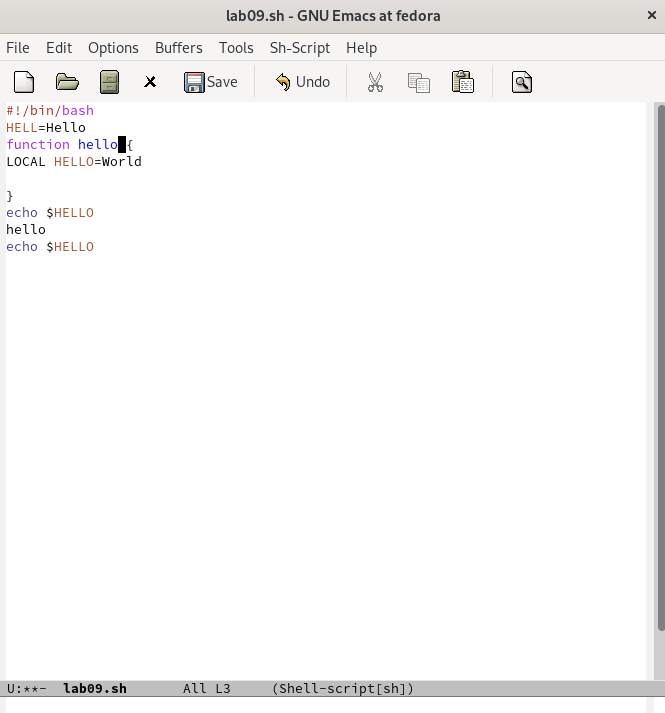 lab09.sh - GNU Emacs at fedora
File Edit Options Buffers Tools Sh-Script Help
Save Undo
#!/bin/bash
HELL=Hello
function hello {
LOCAL HELLO=World
}
echo $HELLO
hello
echo $HELLO
U:**- lab09.sh All L3 (Shell-script[sh])